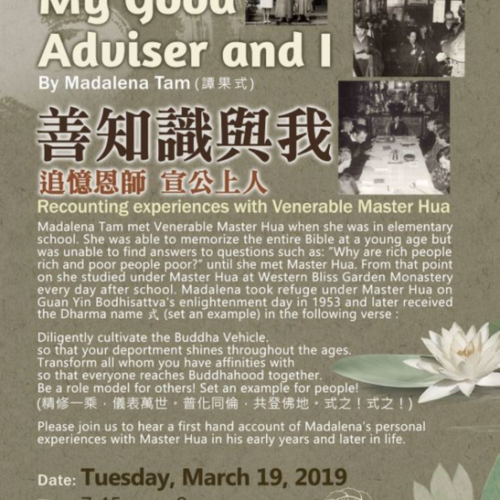 My Good
Adviser and I
By Madalena Tam (譚果式)
善知識與我
追憶恩師 宣公上人
Recounting experiences with Venerable Master Hua
Madalena Tam met Venerable Master Hua when she was in elementary
school. She was able to memorize the entire Bible at a young age but
was unable to find answers to questions such as: “Why are rich people
rich and poor people poor?” until she met Master Hua. From that point
on she studied under Master Hua at Western Bliss Garden Monastery
every day after school. Madalena took refuge under Master Hua on
Guan Yin Bodhisattva's enlightenment day in 1953 and later received
the Dharma name 式 (set an example) in the following verse :
Diligently cultivate the Buddha Vehicle.
so that your deportment shines throughout the ages.
Transform all whom you have affinities with
so that everyone reaches Buddhahood together.
Be a role model for others! Set an example for people!
(精修一乘．儀表萬世．普化同倫．共登佛地．式之！式之！)
Please join us to hear a first hand account of Madalena's personal
experiences with Master Hua in his early years and later in life.
Date: Tuesday, March 19, 2019